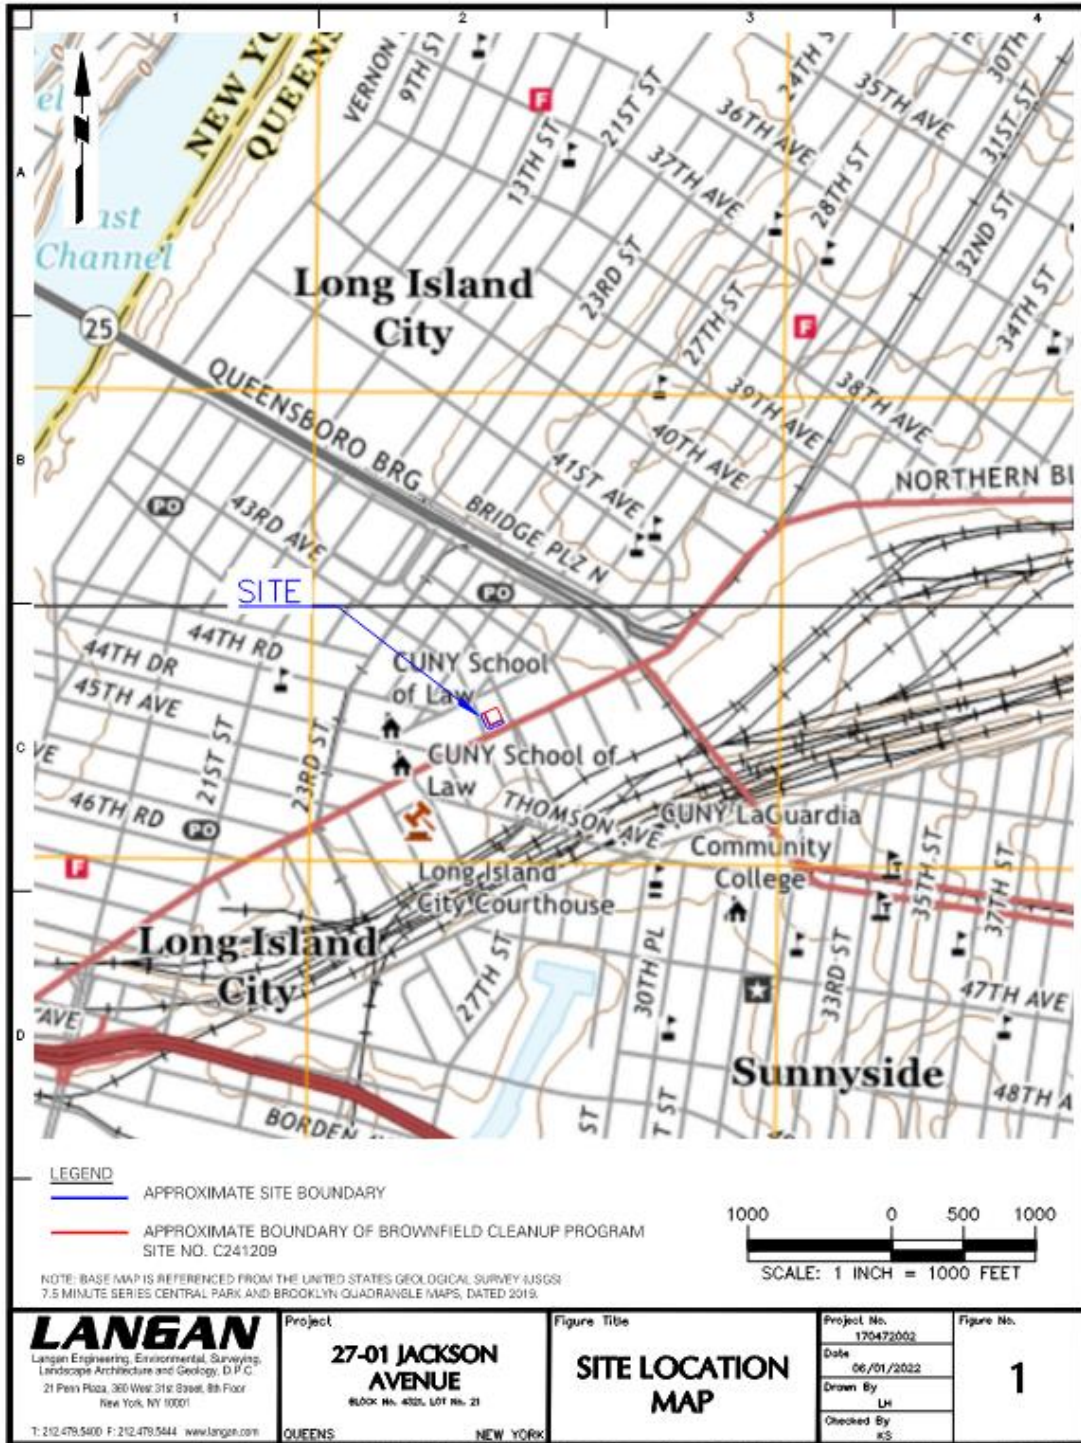 1 2 3 4
A
B
C
D
NEW YO
QUEENS
el
ast
Channel
VERNON
9TH ST
13TH ST
21ST ST
24TH S
30TH
35TH AVE
36TH AVE
37TH AVE
31ST ST
28TH ST
32ND ST
23RD ST
27TH ST
34TH ST
F
F
Long Island
City
25
QUEENSBORO BRG
38TH AVE
39TH AVE
40TH AVE
41ST AVE
BRIDGE PLZ N
NORTHERN BL
PO
43RD AVE
PO
SITE
44TH RD
44TH DR
45TH AVE
CUNY School
of Law
21ST ST
23RD ST
VE
46TH RD
PO
F
CUNY School of
Law
THOMSON AVE
CUNY LaGuardia
Community
College
Long Island
City Courthouse
35TH ST
37TH ST
Long Island
City
27TH ST
30TH PL
33RD ST
47TH AVE
AVE
Sunnyside
48TH A
BORDEN
ST
T ST
LEGEND
APPROXIMATE SITE BOUNDARY
APPROXIMATE BOUNDARY OF BROWNFIELD CLEANUP PROGRAM
SITE NO. C241209
1000 0 500 1000
SCALE: 1 INCH = 1000 FEET
NOTE: BASE MAP IS REFERENCED FROM THE UNITED STATES GEOLOGICAL SURVEY (USGS)
7.5 MINUTE SERIES CENTRAL PARK AND BROOKLYN QUADRANGLE MAPS, DATED 2019.
LANGAN
Langan Engineering, Environmental, Surveying,
Landscape Architecture and Geology, D.P.C.
21 Penn Plaza, 360 West 31st Street, 8th Floor
New York, NY 10001
T: 212.479.5400 F: 212.479.5444 www.langan.com
Project
27-01 JACKSON
AVENUE
BLOCK No. 4321, LOT No. 21
QUEENS NEW YORK
Figure Title
SITE LOCATION
MAP
Project No.
170472002
Date
06/01/2022
Drawn By
LH
Checked By
KS
Figure No.
1